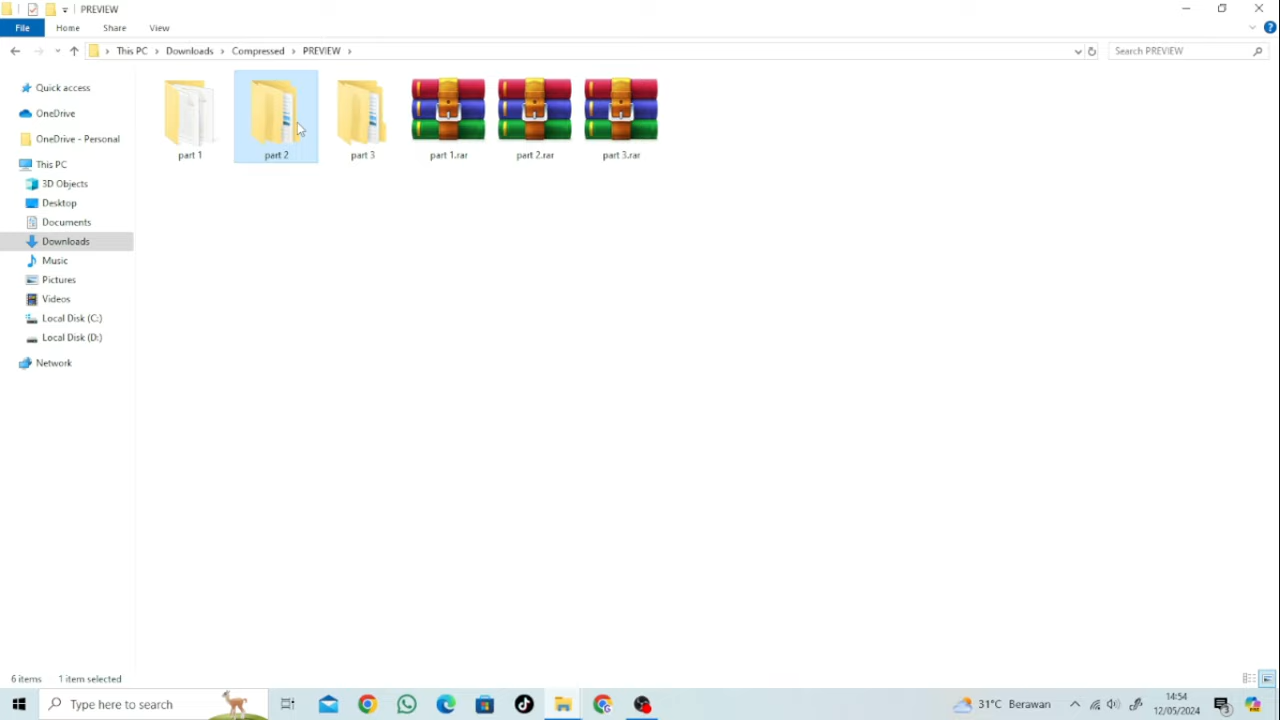 PREVIEW
File Home Share View
This PC Downloads Compressed PREVIEW
Search PREVIEW
Quick access
OneDrive
OneDrive - Personal
This PC
3D Objects
Desktop
Documents
Downloads
Music
Pictures
Videos
Local Disk (C:)
Local Disk (D:)
Network
part 1 part 2 part 3 part 1.rar part 2.rar part 3.rar
6 items 1 item selected
Type here to search
31°C Berawan
14:54
12/05/2024
3